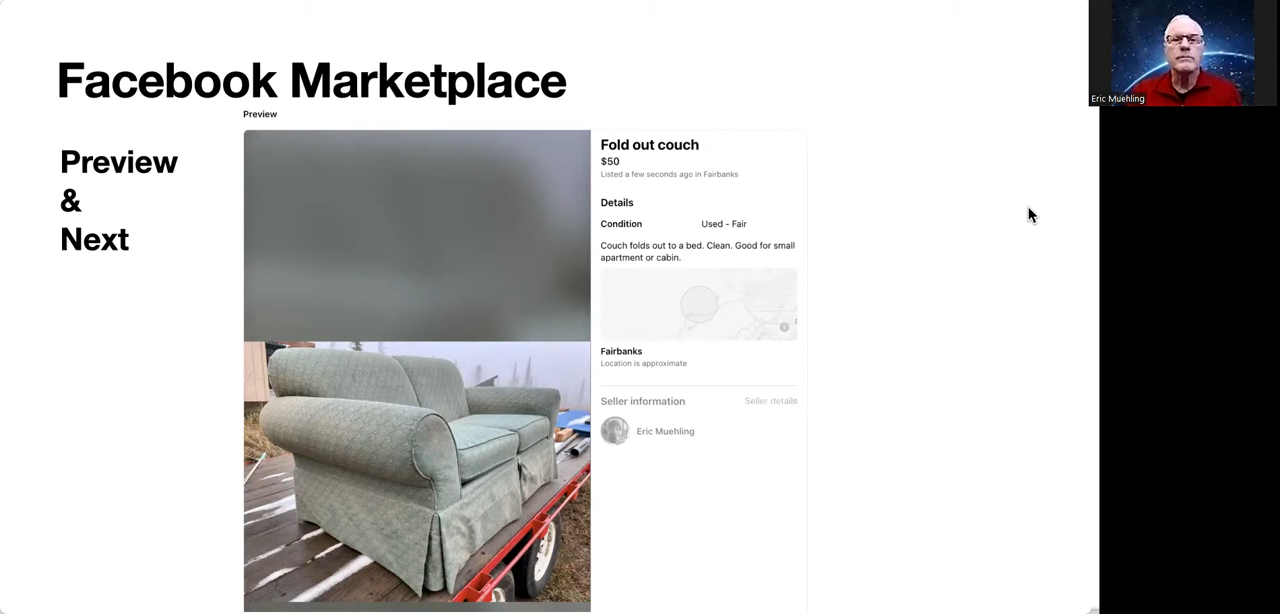 Facebook Marketplace
Eric Muehling
Preview
Preview
&
Next
Fold out couch
$50
Listed a few seconds ago in Fairbanks
Details
Condition Used - Fair
Couch folds out to a bed. Clean. Good for small
apartment or cabin.
Fairbanks
Location is approximate
Seller information Seller details
Eric Muehling